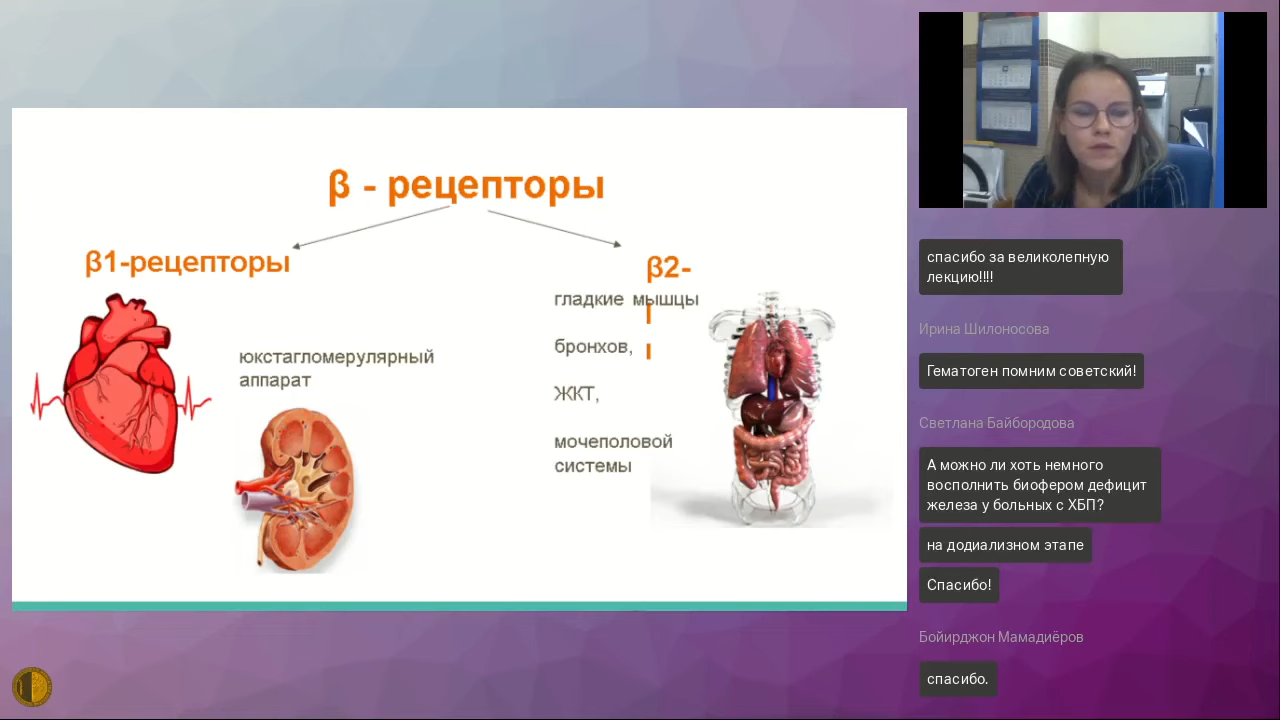 β - рецепторы
β1-рецепторы
юкстагломерулярный
аппарат
β2-
гладкие мышцы
бронхов,
ЖКТ,
мочеполовой
системы
спасибо за великолепную
лекцию!!!!
Ирина Шилоносова
Гематоген помним советский!
Светлана Байбородова
А можно ли хоть немного
восполнить биофером дефицит
железа у больных с ХБП?
на додиализном этапе
Спасибо!
Бойирджон Мамадиёров
спасибо.